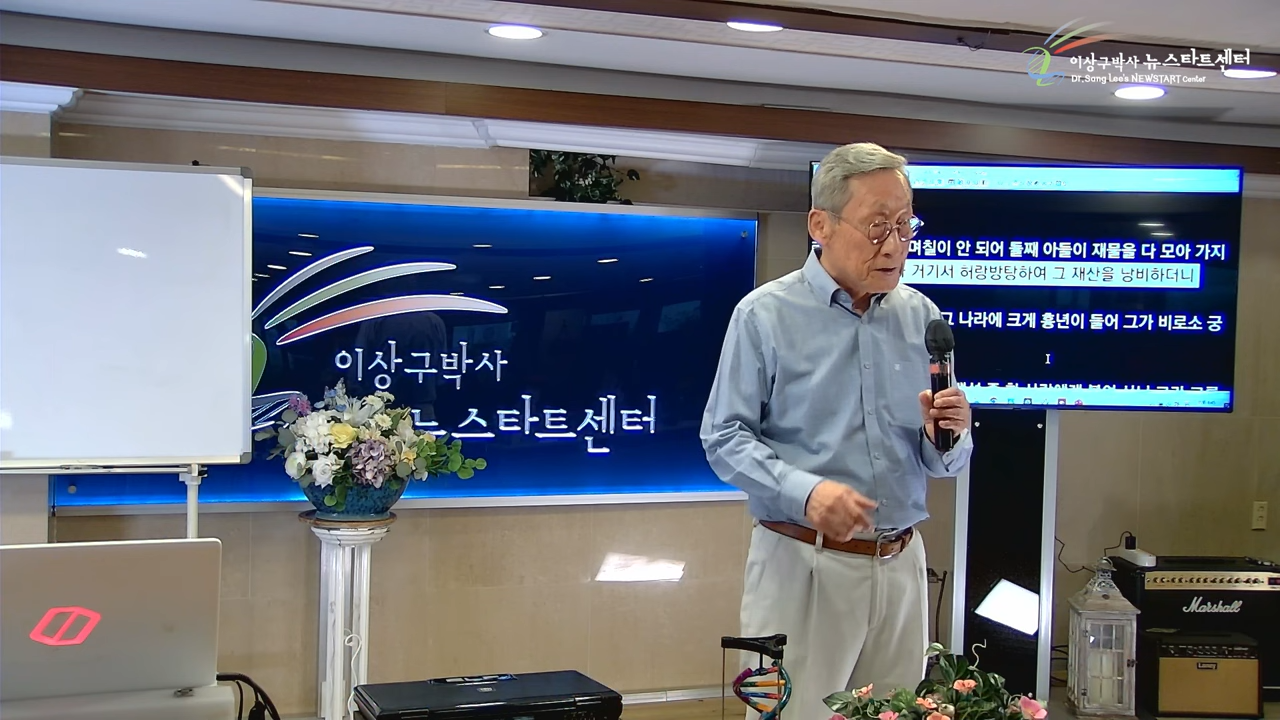 이상구박사 뉴스타트센터
Dr. Sang Lee's NEWSTART Center
며칠이 안 되어 둘째 아들이 재물을 다 모아 가지
거기서 허랑방탕하여 그 재산을 낭비하더니
그 나라에 크게 흉년이 들어 그가 비로소 궁
이상구박사
뉴스타트센터
Marshall
Laney